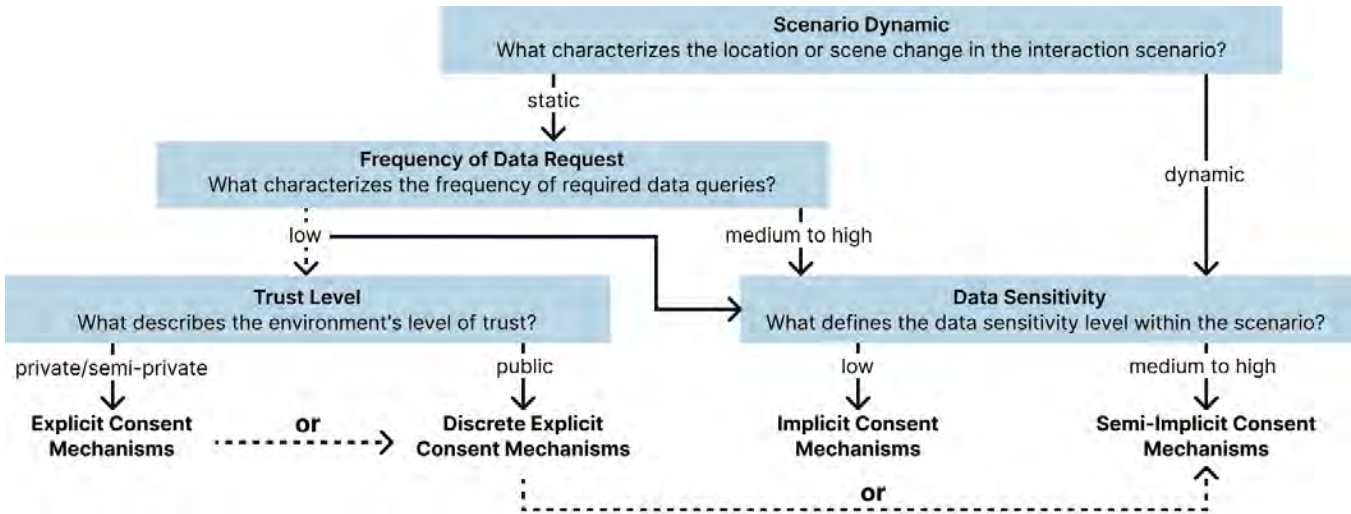 Scenario Dynamic
What characterizes the location or scene change in the interaction scenario?
static
dynamic
Frequency of Data Request
What characterizes the frequency of required data queries?
low
medium to high
Trust Level
What describes the environment's level of trust?
Data Sensitivity
What defines the data sensitivity level within the scenario?
private/semi-private
public
low
medium to high
Explicit Consent
Mechanisms
or
Discrete Explicit
Consent Mechanisms
Implicit Consent
Mechanisms
Semi-Implicit Consent
Mechanisms
or